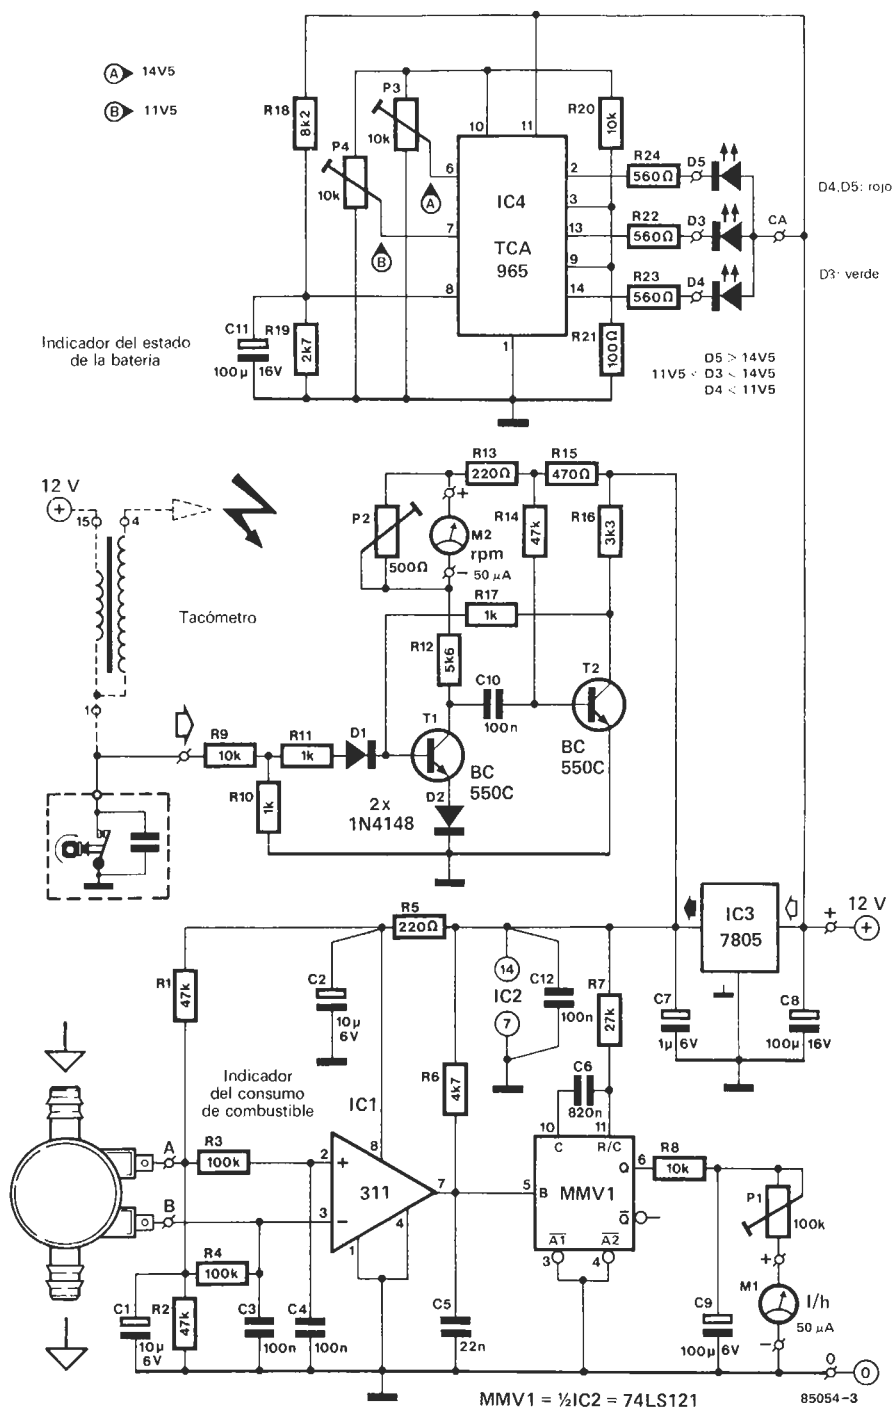 A 14V5
B 11V5
R18
8k2
P4
10k
P3
10k
10
11
R20
10k
6
A
7
B
8
IC4
TCA
965
2
3
13
9
14
1
R24
560Ω
D5
R22
560Ω
D3
R23
560Ω
D4
CA
D4,D5: rojo
D3: verde
C11
100µ
16V
R19
2k7
R21
100Ω
Indicador del estado
de la bateria
D5 > 14V5
11V5 < D3 < 14V5
D4 < 11V5
12 V
+
15
4
1
Tacómetro
P2
500Ω
+
M2
rpm
−
50 µA
R13
220Ω
R15
470Ω
R14
47k
R16
3k3
R17
1k
R12
5k6
C10
100n
T2
BC
550C
R9
10k
R11
1k
D1
T1
BC
550C
R10
1k
D2
2x
1N4148
IC3
7805
+
12 V
+
R5
220Ω
R1
47k
C2
10µ
6V
14
IC2
7
C12
100n
R7
27k
C7
1µ
6V
C8
100µ
16V
Indicador
del consumo
de combustible
IC1
R6
4k7
C6
820n
A
R3
100k
2
+
8
311
7
B
3
−
1
4
R4
100k
10
11
C
R/C
5
B
MMV1
Q
6
Q̅
A̅1̅
A̅2̅
3
4
R8
10k
P1
100k
+
M1
l/h
50 µA
−
C1
10µ
6V
R2
47k
C3
100n
C4
100n
C5
22n
C9
100µ
6V
0
0
MMV1 = ½IC2 = 74LS121
85054-3